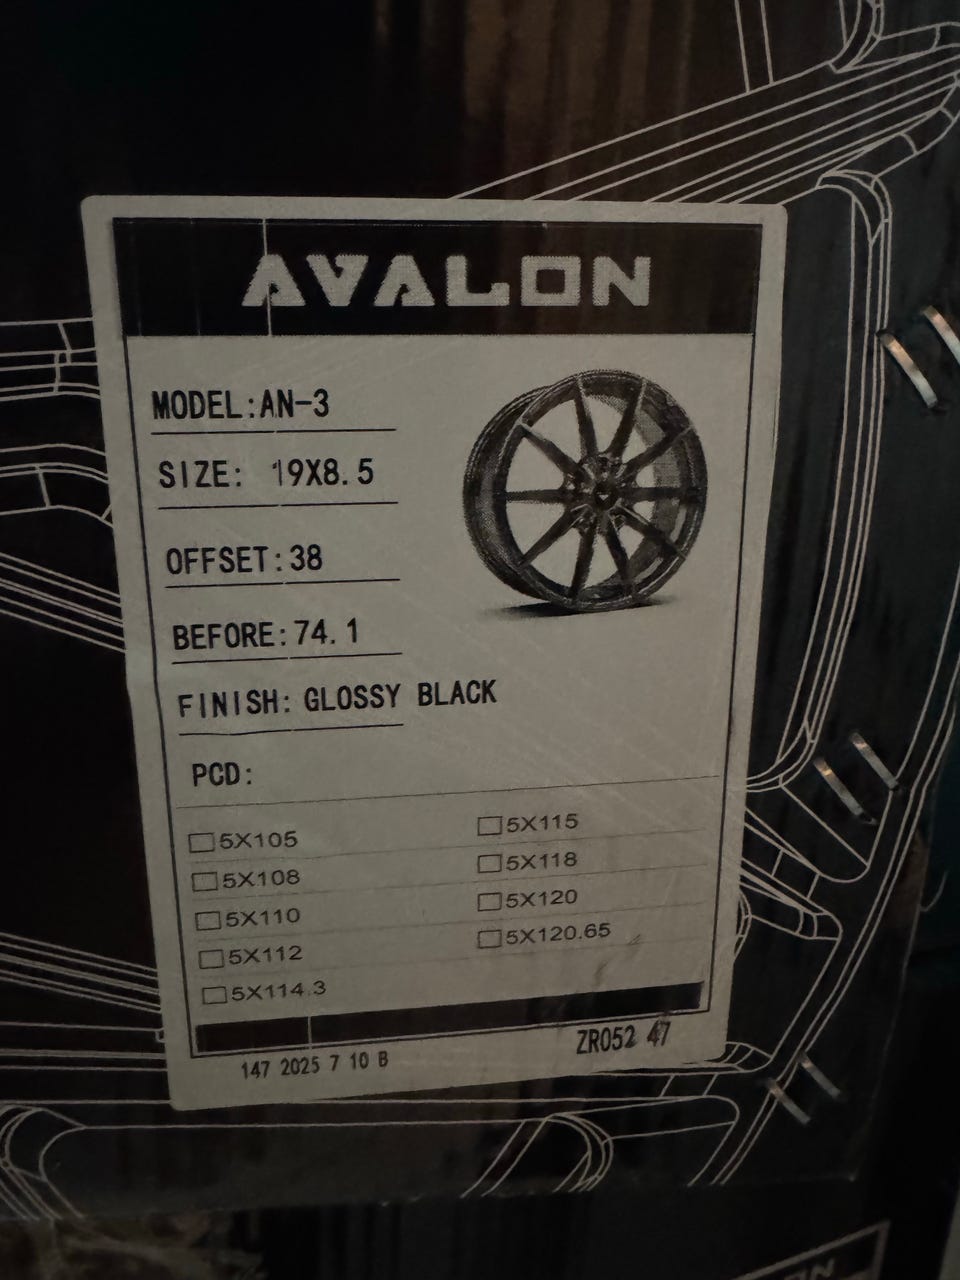 AVALON
MODEL:AN-3
SIZE: 19X8.5
OFFSET:38
BEFORE:74.1
FINISH: GLOSSY BLACK
PCD:
5X105
5X115
5X108
5X118
5X110
5X120
5X112
5X120.65
5X114.3
147 2025 7 10 B
ZR052 47